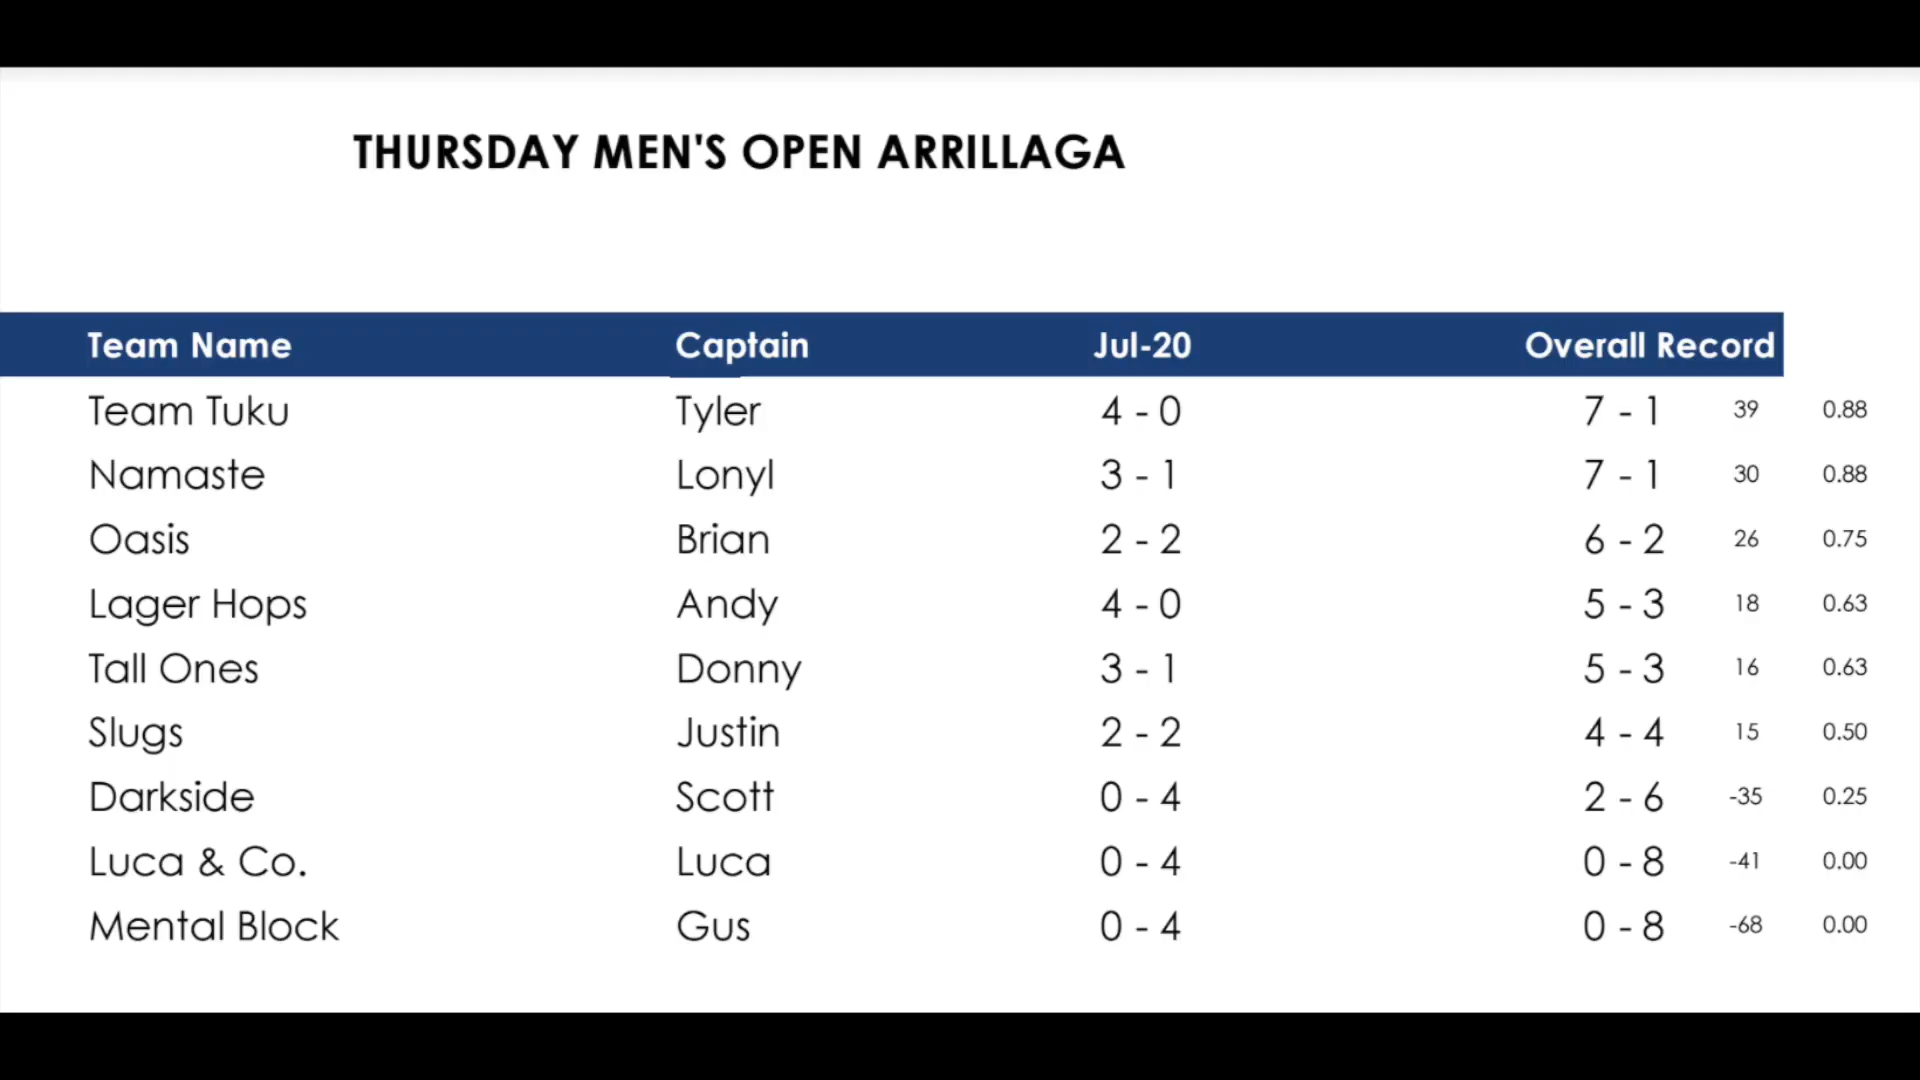 THURSDAY MEN'S OPEN ARRILLAGA
Team Name Captain Jul-20 Overall Record
Team Tuku Tyler 4 - 0 7 - 1 39 0.88
Namaste Lonyl 3 - 1 7 - 1 30 0.88
Oasis Brian 2 - 2 6 - 2 26 0.75
Lager Hops Andy 4 - 0 5 - 3 18 0.63
Tall Ones Donny 3 - 1 5 - 3 16 0.63
Slugs Justin 2 - 2 4 - 4 15 0.50
Darkside Scott 0 - 4 2 - 6 -35 0.25
Luca & Co. Luca 0 - 4 0 - 8 -41 0.00
Mental Block Gus 0 - 4 0 - 8 -68 0.00